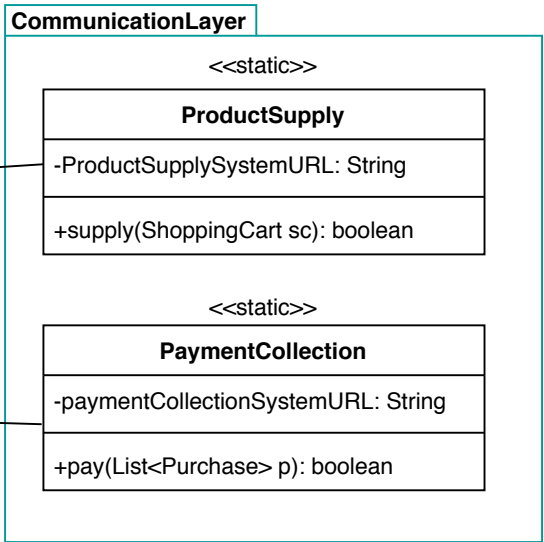 CommunicationLayer
<<static>>
ProductSupply
-ProductSupplySystemURL: String
+supply(ShoppingCart sc): boolean
<<static>>
PaymentCollection
-paymentCollectionSystemURL: String
+pay(List<Purchase> p): boolean